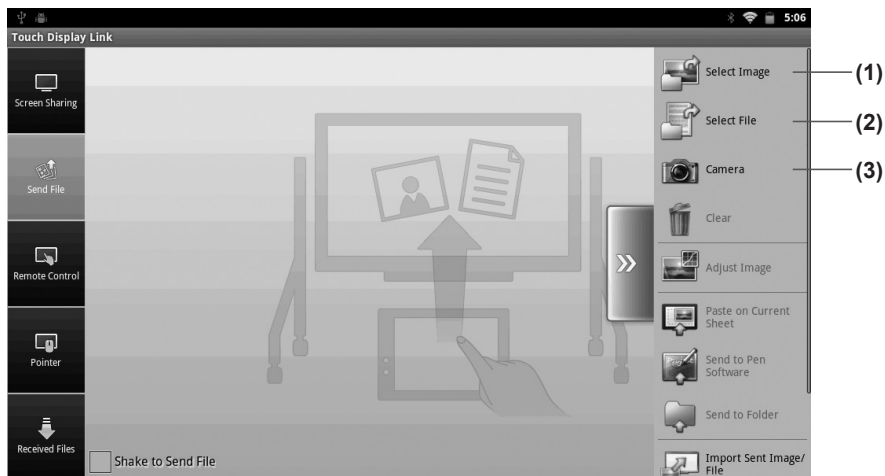 5:06
Touch Display Link
Screen Sharing
Send File
Remote Control
Pointer
Received Files
Shake to Send File
Select Image
(1)
Select File
(2)
Camera
(3)
Clear
Adjust Image
Paste on Current
Sheet
Send to Pen
Software
Send to Folder
Import Sent Image/
File